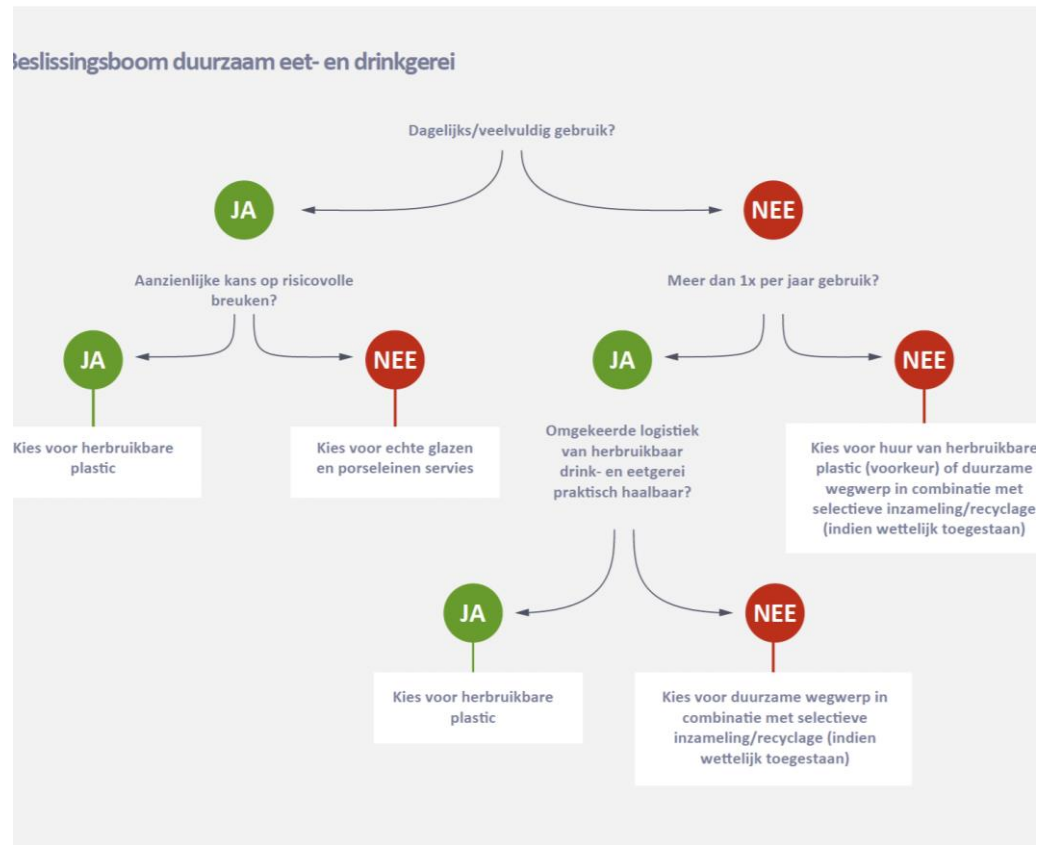 Beslissingsboom duurzaam eet- en drinkgerei
Dagelijks/veelvuldig gebruik?
JA
NEE
Aanzienlijke kans op risicovolle
breuken?
Meer dan 1x per jaar gebruik?
JA
NEE
JA
NEE
Kies voor herbruikbare
plastic
Kies voor echte glazen
en porseleinen servies
Omgekeerde logistiek
van herbruikbaar
drink- en eetgerei
praktisch haalbaar?
Kies voor huur van herbruikbare
plastic (voorkeur) of duurzame
wegwerp in combinatie met
selectieve inzameling/recyclage
(indien wettelijk toegestaan)
JA
NEE
Kies voor herbruikbare
plastic
Kies voor duurzame wegwerp in
combinatie met selectieve
inzameling/recyclage (indien
wettelijk toegestaan)